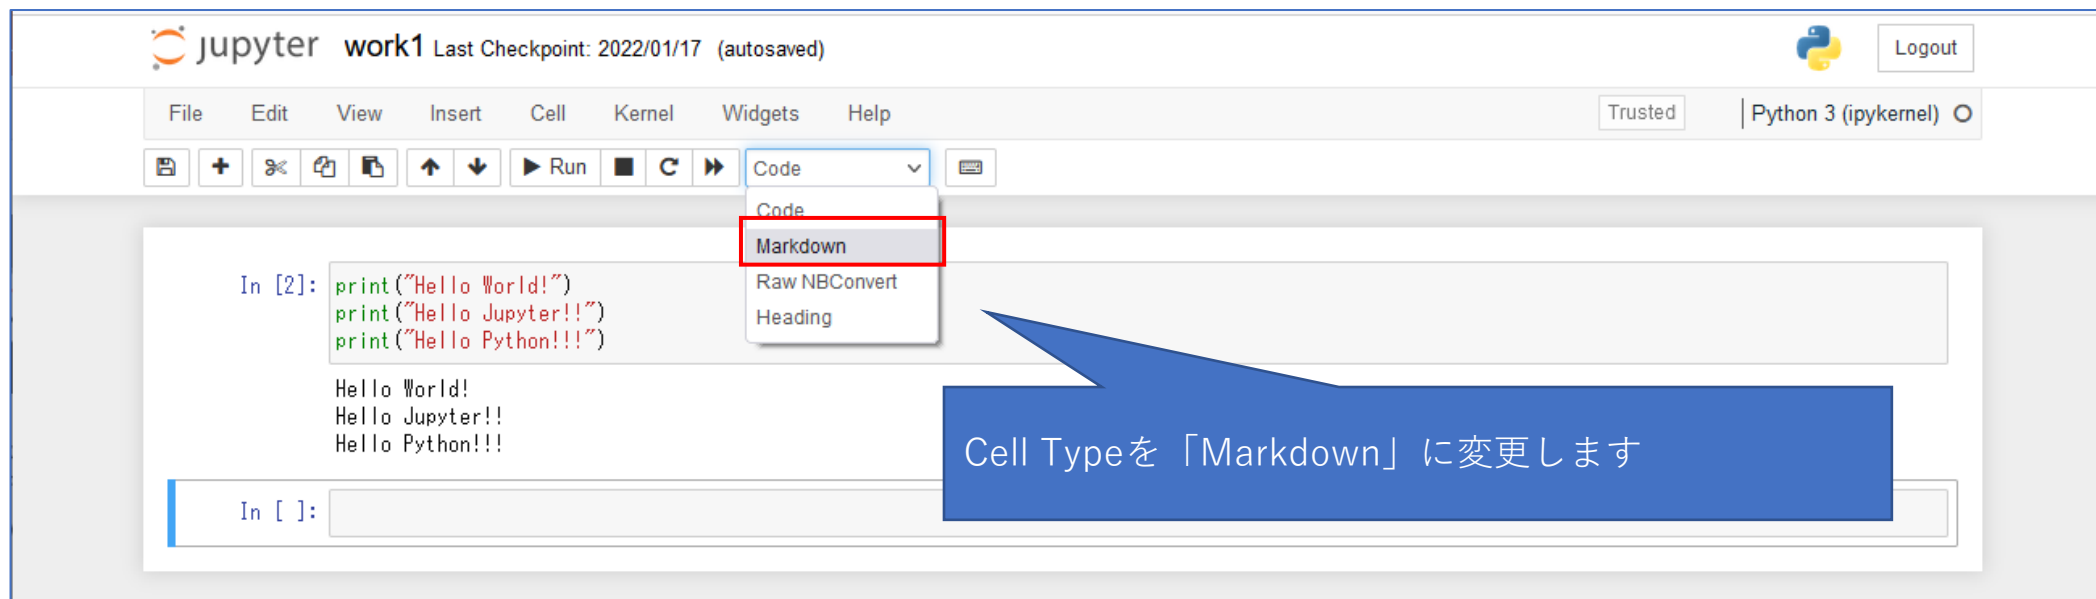 jupyter work1 Last Checkpoint: 2022/01/17 (autosaved) Logout
File Edit View Insert Cell Kernel Widgets Help Trusted Python 3 (ipykernel)
Run Code
Code
Markdown
Raw NBConvert
Heading
In [2]: print("Hello World!")
print("Hello Jupyter!!")
print("Hello Python!!!")
Hello World!
Hello Jupyter!!
Hello Python!!!
Cell Typeを「Markdown」に変更します
In [ ]: